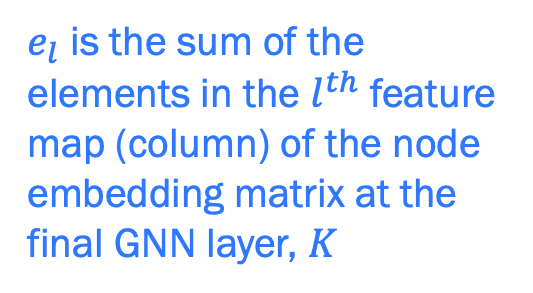 e_l is the sum of the
elements in the l^{th} feature
map (column) of the node
embedding matrix at the
final GNN layer, K